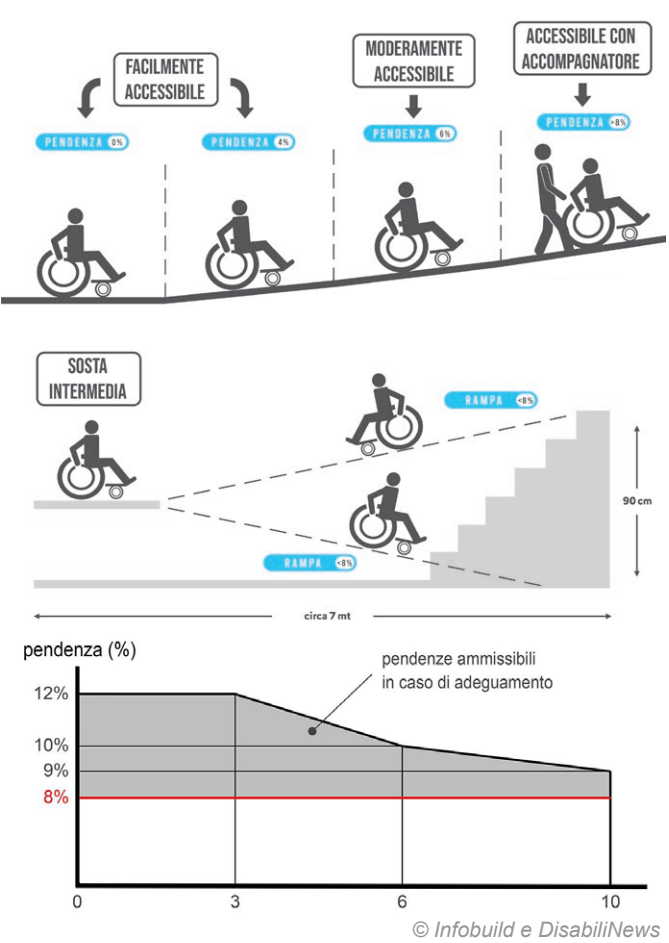 FACILMENTE
ACCESSIBILE
MODERAMENTE
ACCESSIBILE
ACCESSIBILE CON
ACCOMPAGNATORE
PENDENZA 0%
PENDENZA 4%
PENDENZA 6%
PENDENZA >8%
SOSTA
INTERMEDIA
RAMPA <8%
90 cm
RAMPA <8%
circa 7 mt
pendenza (%)
pendenze ammissibili
in caso di adeguamento
12%
10%
9%
8%
0 3 6 10
© Infobuild e DisabiliNews